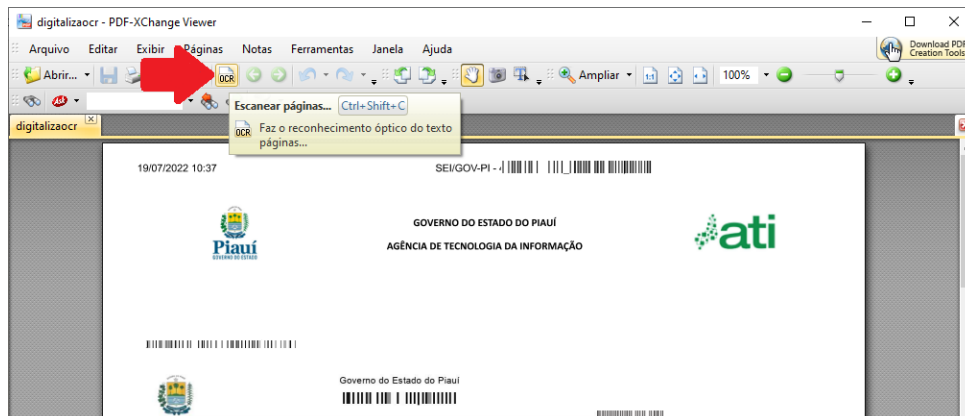 digitalizaocr - PDF-XChange Viewer
Arquivo Editar Exibir Páginas Notas Ferramentas Janela Ajuda
Download PDF
Creation Tools
Abrir... OCR Ampliar 1:1 100%
Escanear páginas... Ctrl+Shift+C
OCR Faz o reconhecimento óptico do texto
páginas...
digitalizaocr
19/07/2022 10:37 SEI/GOV-PI -
GOVERNO DO ESTADO DO PIAUÍ
AGÊNCIA DE TECNOLOGIA DA INFORMAÇÃO
Piauí
GOVERNO DO ESTADO
ati
Governo do Estado do Piauí